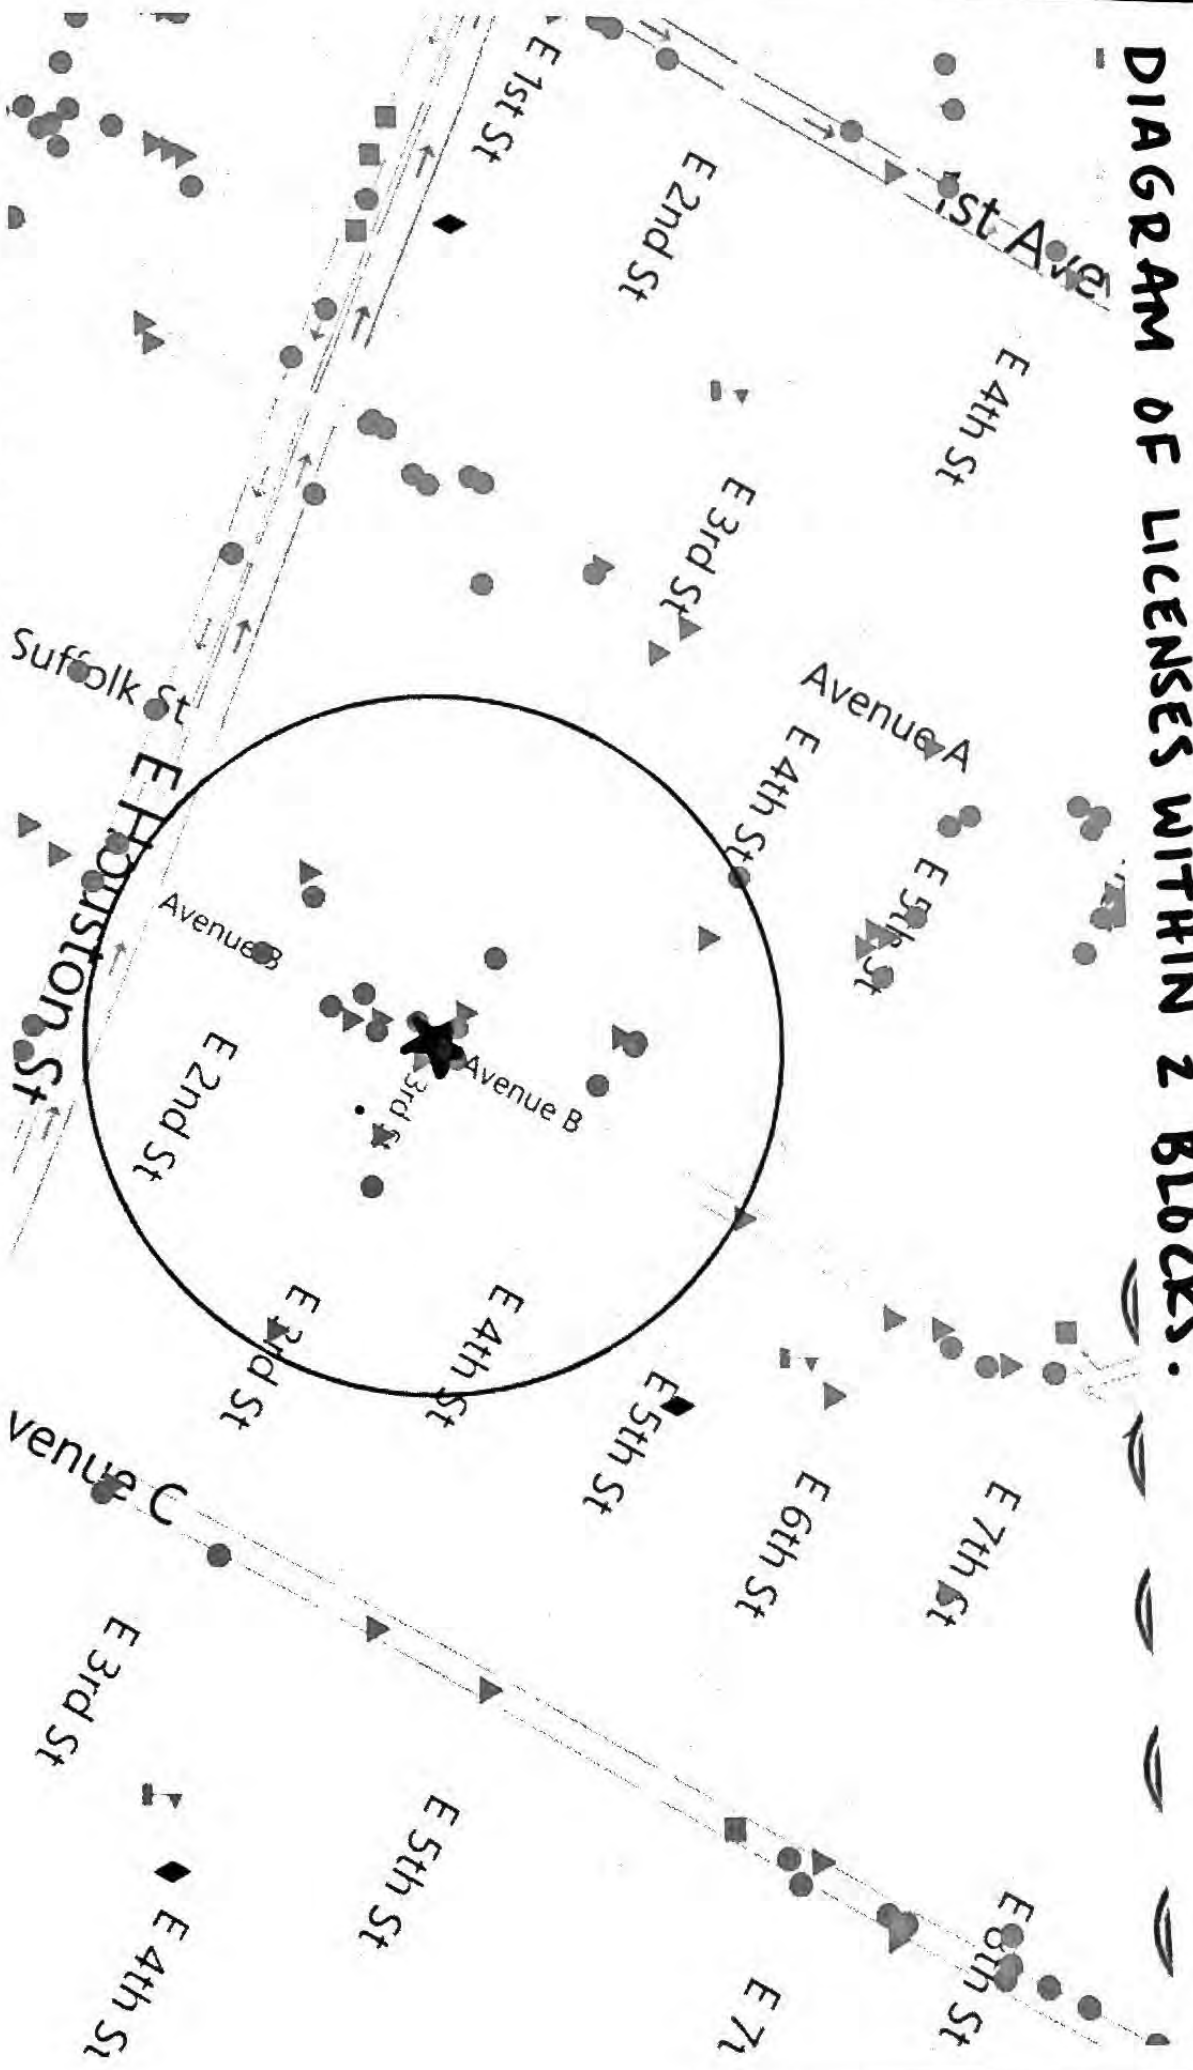 DIAGRAM OF LICENSES WITHIN 2 BLOCKS.
E 1st St
E 2nd St
1st Ave
E 4th St
E 3rd St
Avenue A
E 4th St
E 5th St
Suffolk St
E Houston St
Avenue B
E 2nd St
3rd St
Avenue B
E 3rd St
E 4th St
E 5th St
E 6th St
E 7th St
venue C
E 3rd St
E 4th St
E 5th St
E 7
E 8th St